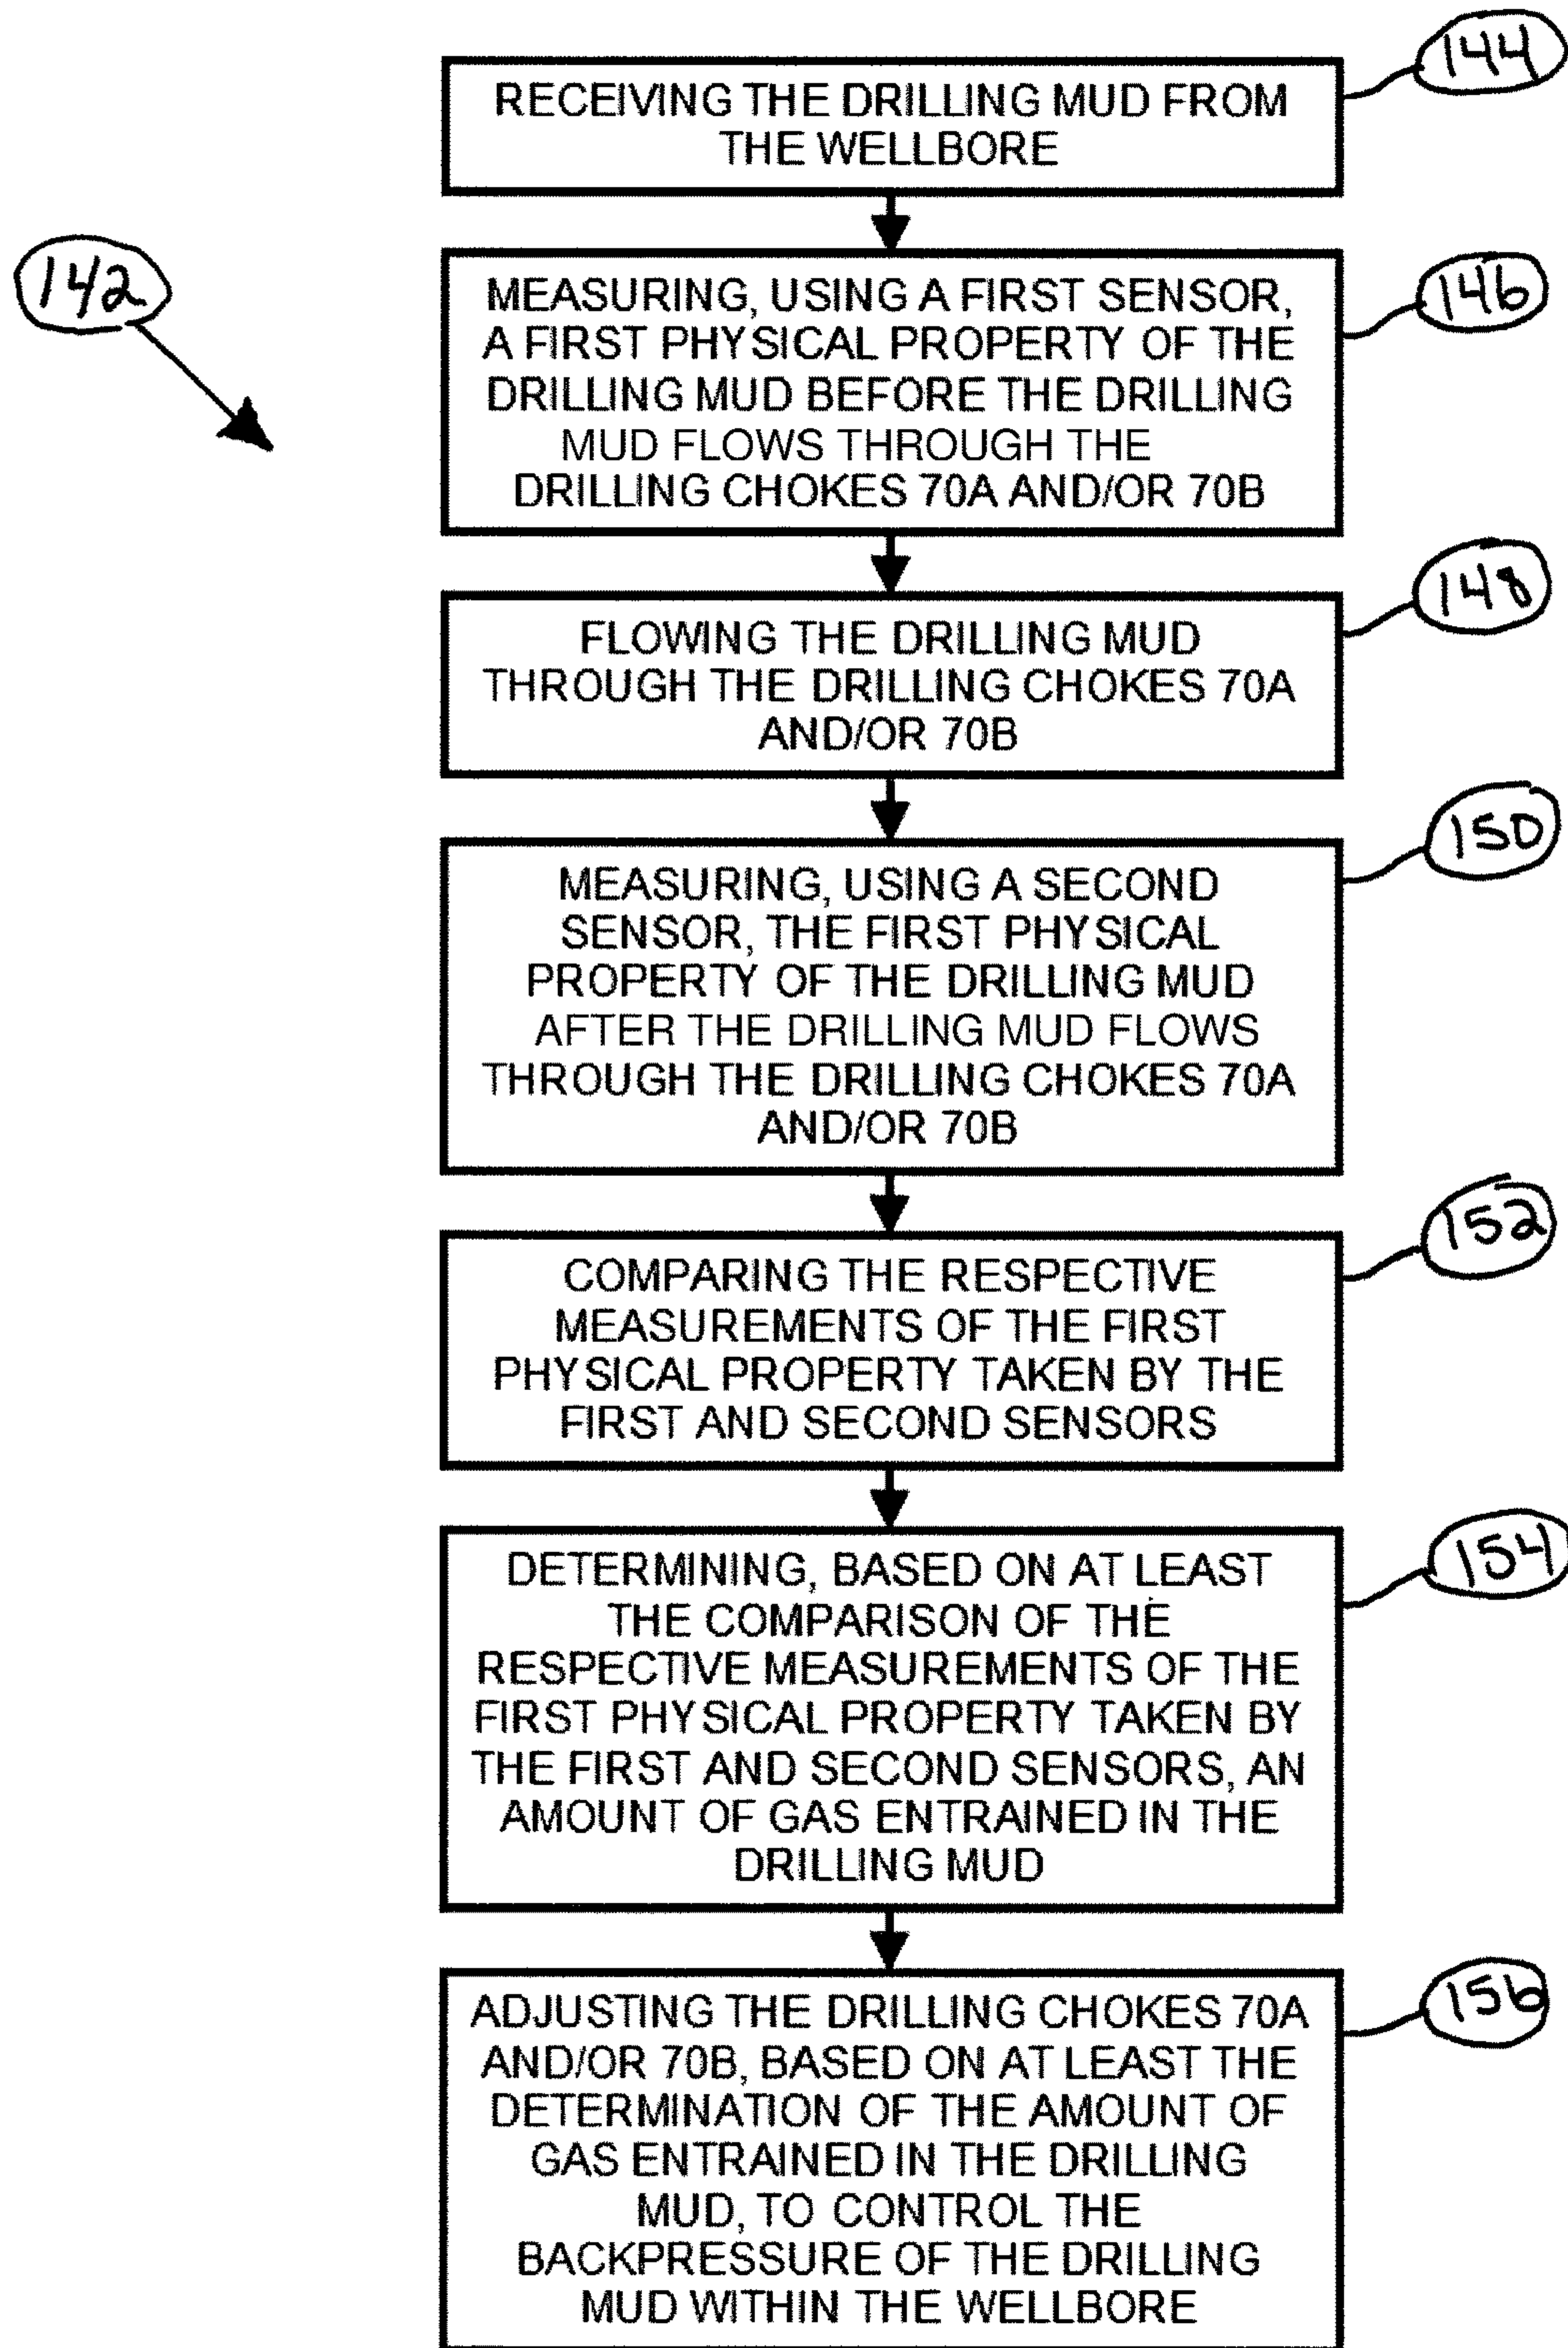 144
RECEIVING THE DRILLING MUD FROM
THE WELLBORE
142
146
MEASURING, USING A FIRST SENSOR,
A FIRST PHYSICAL PROPERTY OF THE
DRILLING MUD BEFORE THE DRILLING
MUD FLOWS THROUGH THE
DRILLING CHOKES 70A AND/OR 70B
148
FLOWING THE DRILLING MUD
THROUGH THE DRILLING CHOKES 70A
AND/OR 70B
150
MEASURING, USING A SECOND
SENSOR, THE FIRST PHYSICAL
PROPERTY OF THE DRILLING MUD
AFTER THE DRILLING MUD FLOWS
THROUGH THE DRILLING CHOKES 70A
AND/OR 70B
152
COMPARING THE RESPECTIVE
MEASUREMENTS OF THE FIRST
PHYSICAL PROPERTY TAKEN BY THE
FIRST AND SECOND SENSORS
154
DETERMINING, BASED ON AT LEAST
THE COMPARISON OF THE
RESPECTIVE MEASUREMENTS OF THE
FIRST PHYSICAL PROPERTY TAKEN BY
THE FIRST AND SECOND SENSORS, AN
AMOUNT OF GAS ENTRAINED IN THE
DRILLING MUD
156
ADJUSTING THE DRILLING CHOKES 70A
AND/OR 70B, BASED ON AT LEAST THE
DETERMINATION OF THE AMOUNT OF
GAS ENTRAINED IN THE DRILLING
MUD, TO CONTROL THE
BACKPRESSURE OF THE DRILLING
MUD WITHIN THE WELLBORE